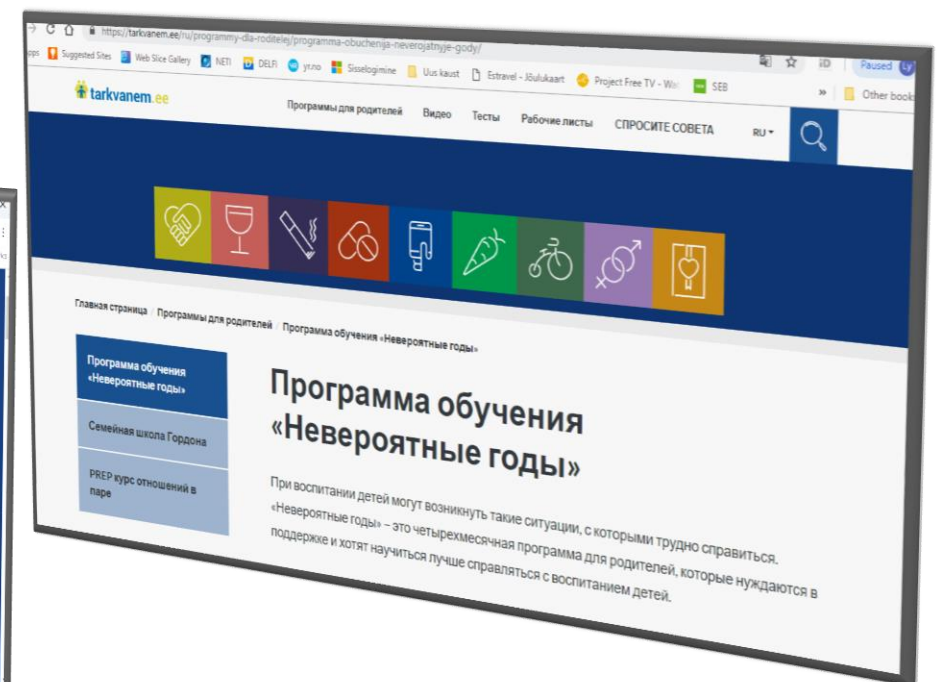 https://tarkvanem.ee/ru/programmy-dla-roditelej/programma-obuchenija-neverojatnyje-gody/
Paused
Suggested Sites Web Slice Gallery NETI DELFI yr.no Sisselogimine Uus kaust Estravel - Jõulukaart Project Free TV - Wa SEB » Other book
tarkvanem.ee
Программы для родителей Видео Тесты Рабочие листы СПРОСИТЕ СОВЕТА RU
Главная страница / Программы для родителей / Программа обучения «Невероятные годы»
Программа обучения
«Невероятные годы»
Семейная школа Гордона
PREP курс отношений в
паре
Программа обучения
«Невероятные годы»
При воспитании детей могут возникнуть такие ситуации, с которыми трудно справиться.
«Невероятные годы» – это четырехмесячная программа для родителей, которые нуждаются в
поддержке и хотят научиться лучше справляться с воспитанием детей.